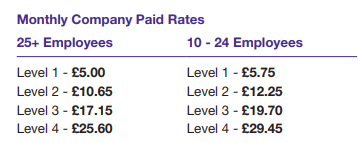 Monthly Company Paid Rates
25+ Employees 10 - 24 Employees
Level 1 - £5.00 Level 1 - £5.75
Level 2 - £10.65 Level 2 - £12.25
Level 3 - £17.15 Level 3 - £19.70
Level 4 - £25.60 Level 4 - £29.45